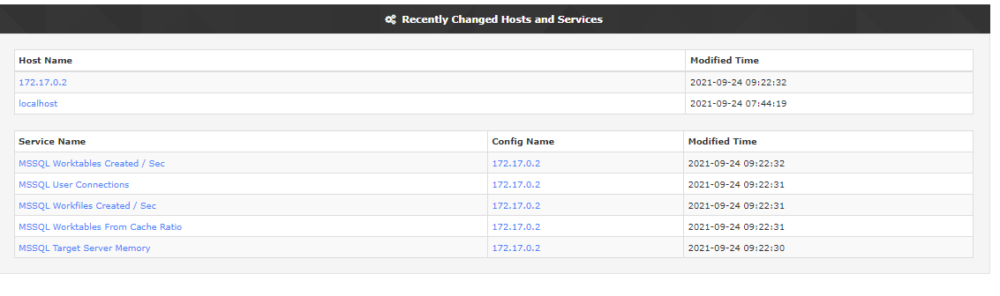 Recently Changed Hosts and Services
Host Name Modified Time
172.17.0.2 2021-09-24 09:22:32
localhost 2021-09-24 07:44:19
Service Name Config Name Modified Time
MSSQL Worktables Created / Sec 172.17.0.2 2021-09-24 09:22:32
MSSQL User Connections 172.17.0.2 2021-09-24 09:22:31
MSSQL Workfiles Created / Sec 172.17.0.2 2021-09-24 09:22:31
MSSQL Worktables From Cache Ratio 172.17.0.2 2021-09-24 09:22:31
MSSQL Target Server Memory 172.17.0.2 2021-09-24 09:22:30